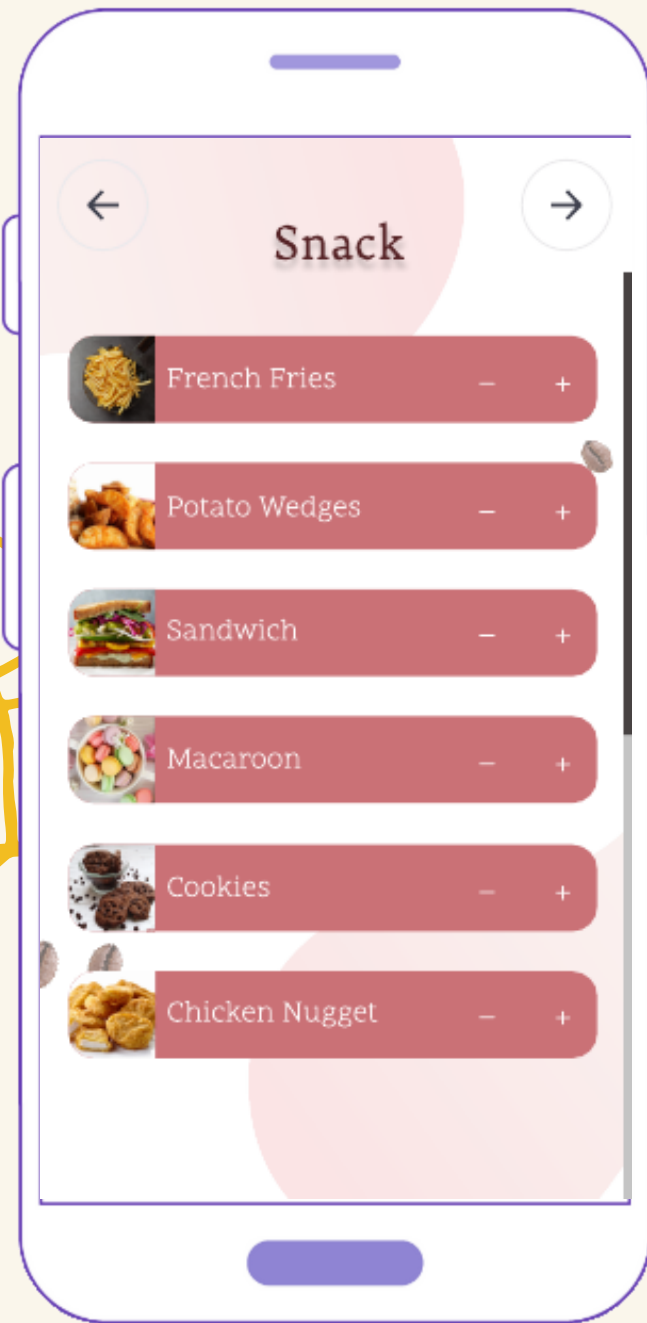 Snack
French Fries – +
Potato Wedges – +
Sandwich – +
Macaroon – +
Cookies – +
Chicken Nugget – +